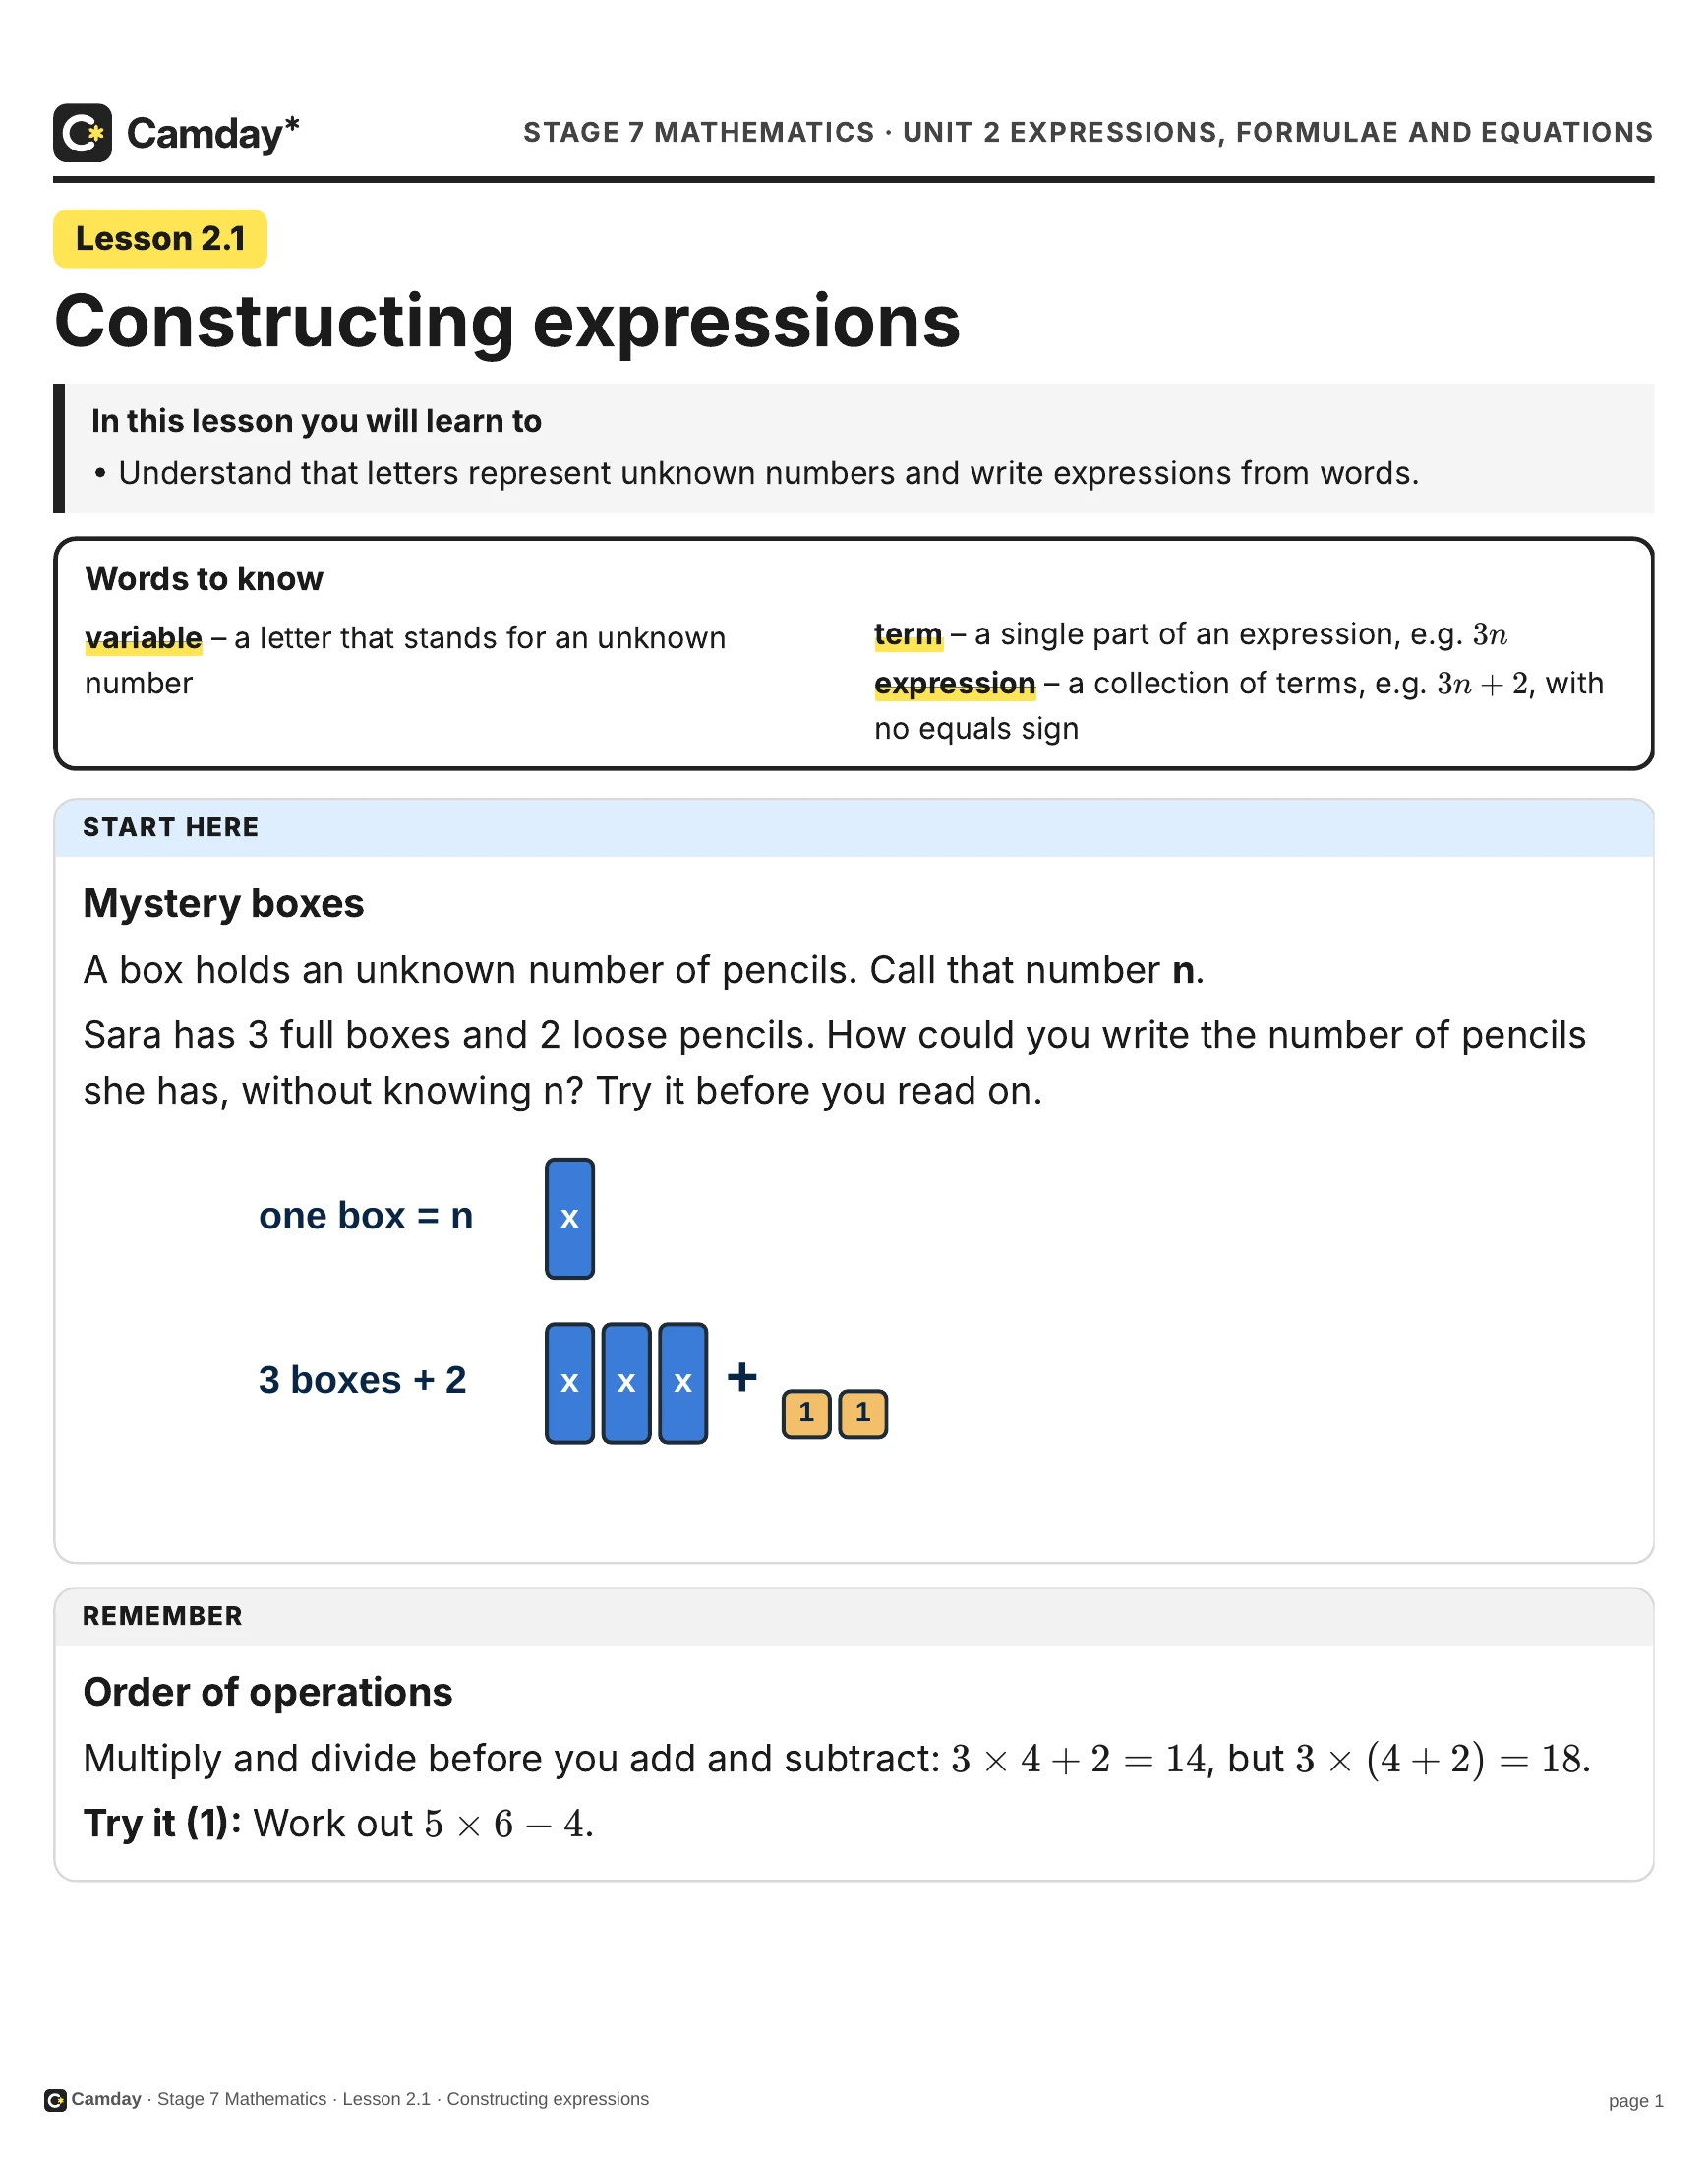 Camday*
STAGE 7 MATHEMATICS · UNIT 2 EXPRESSIONS, FORMULAE AND EQUATIONS
Lesson 2.1
Constructing expressions
In this lesson you will learn to
• Understand that letters represent unknown numbers and write expressions from words.
Words to know
variable – a letter that stands for an unknown
number
term – a single part of an expression, e.g. 3n
expression – a collection of terms, e.g. 3n + 2, with
no equals sign
START HERE
Mystery boxes
A box holds an unknown number of pencils. Call that number n.
Sara has 3 full boxes and 2 loose pencils. How could you write the number of pencils
she has, without knowing n? Try it before you read on.
one box = n x
3 boxes + 2 x x x + 1 1
REMEMBER
Order of operations
Multiply and divide before you add and subtract: 3 × 4 + 2 = 14, but 3 × (4 + 2) = 18.
Try it (1): Work out 5 × 6 − 4.
Camday · Stage 7 Mathematics · Lesson 2.1 · Constructing expressions
page 1